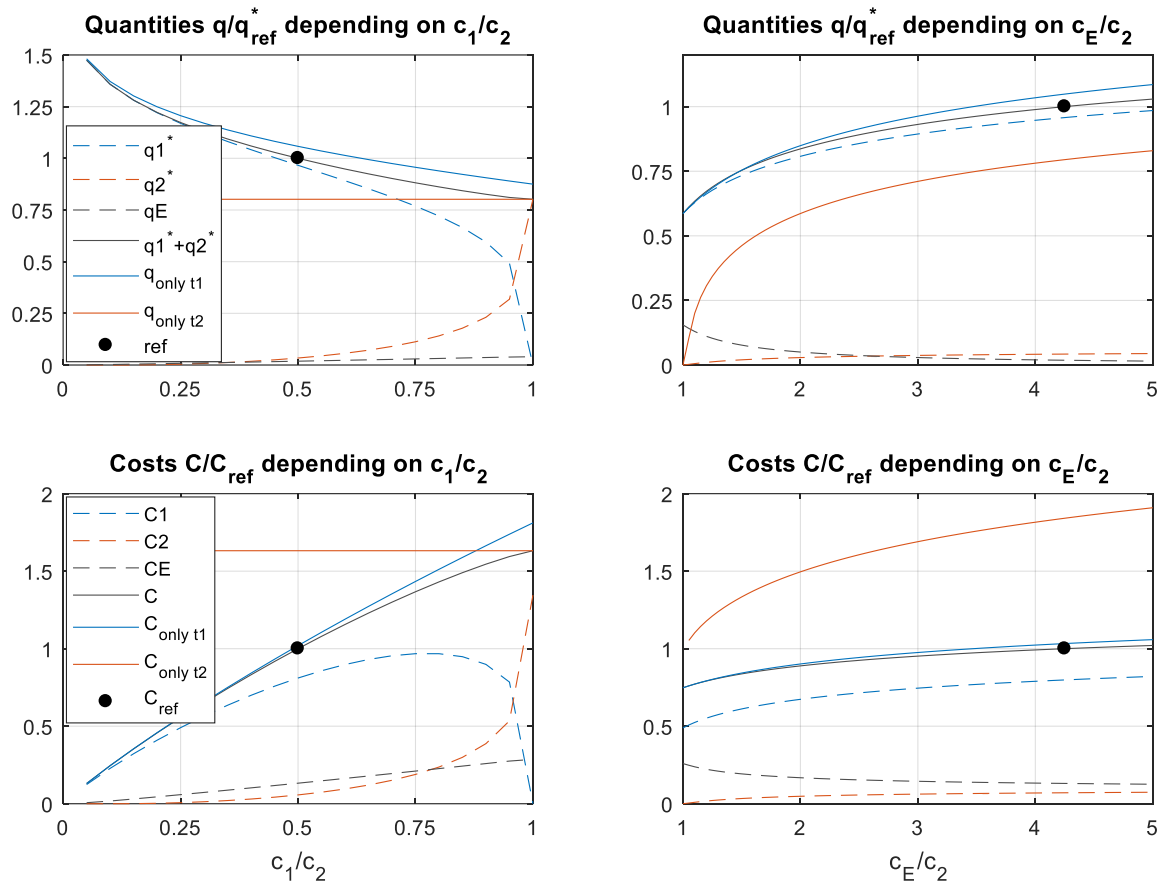 Quantities q/q*ref depending on c1/c2
1.5
1.25
1
0.75
0.5
0.25
0
q1*
q2*
qE
q1*+q2*
q only t1
q only t2
ref
0 0.25 0.5 0.75 1
Quantities q/q*ref depending on cE/c2
1
0.75
0.5
0.25
0
1 2 3 4 5
Costs C/Cref depending on c1/c2
2
1.5
1
0.5
0
C1
C2
CE
C
C only t1
C only t2
Cref
0 0.25 0.5 0.75 1
c1/c2
Costs C/Cref depending on cE/c2
2
1.5
1
0.5
0
1 2 3 4 5
cE/c2